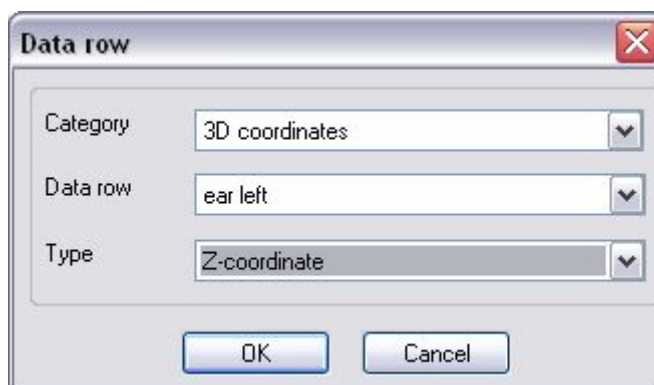 Data row
Category
3D coordinates
Data row
ear left
Type
Z-coordinate
OK
Cancel